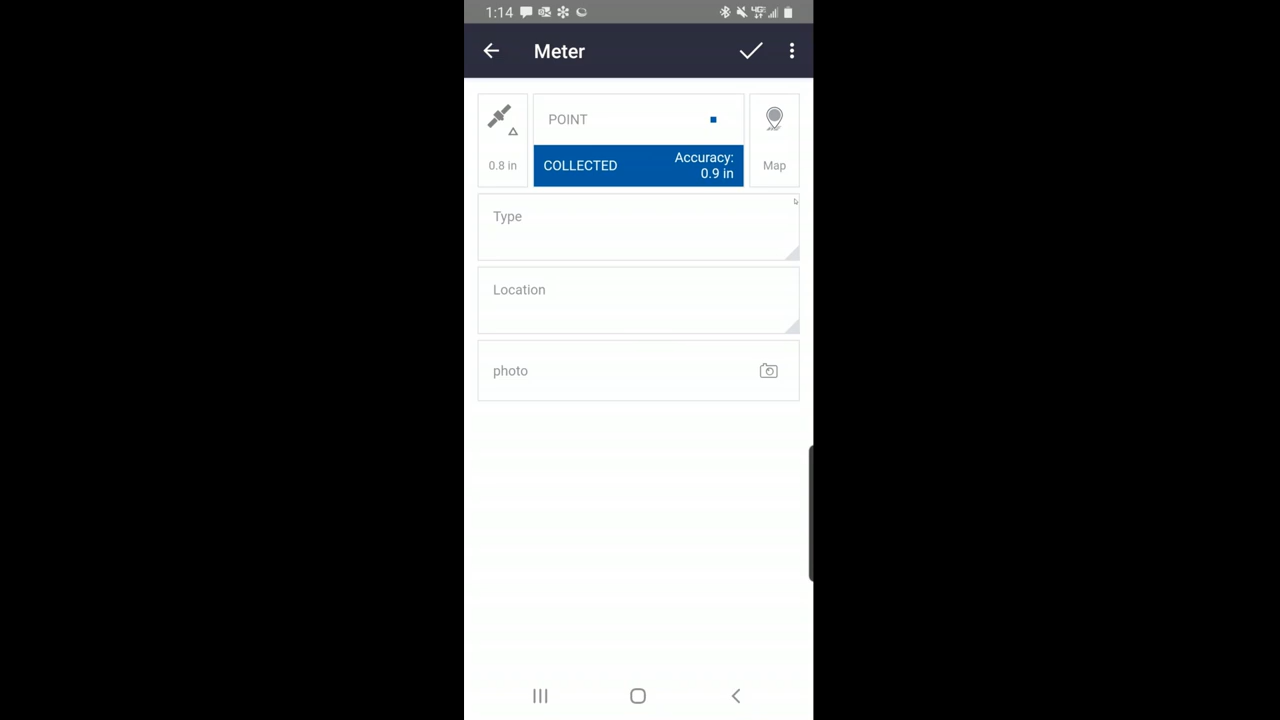 1:14
Meter
POINT
COLLECTED
Accuracy:
0.9 in
0.8 in
Map
Type
Location
photo